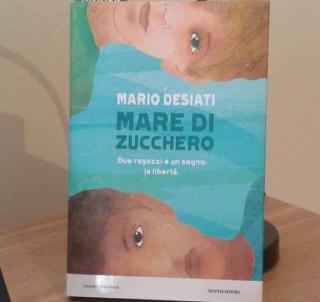 MARIO DESIATI
MARE DI
ZUCCHERO
Due ragazzi e un sogno:
la libertà.
MONDADORI